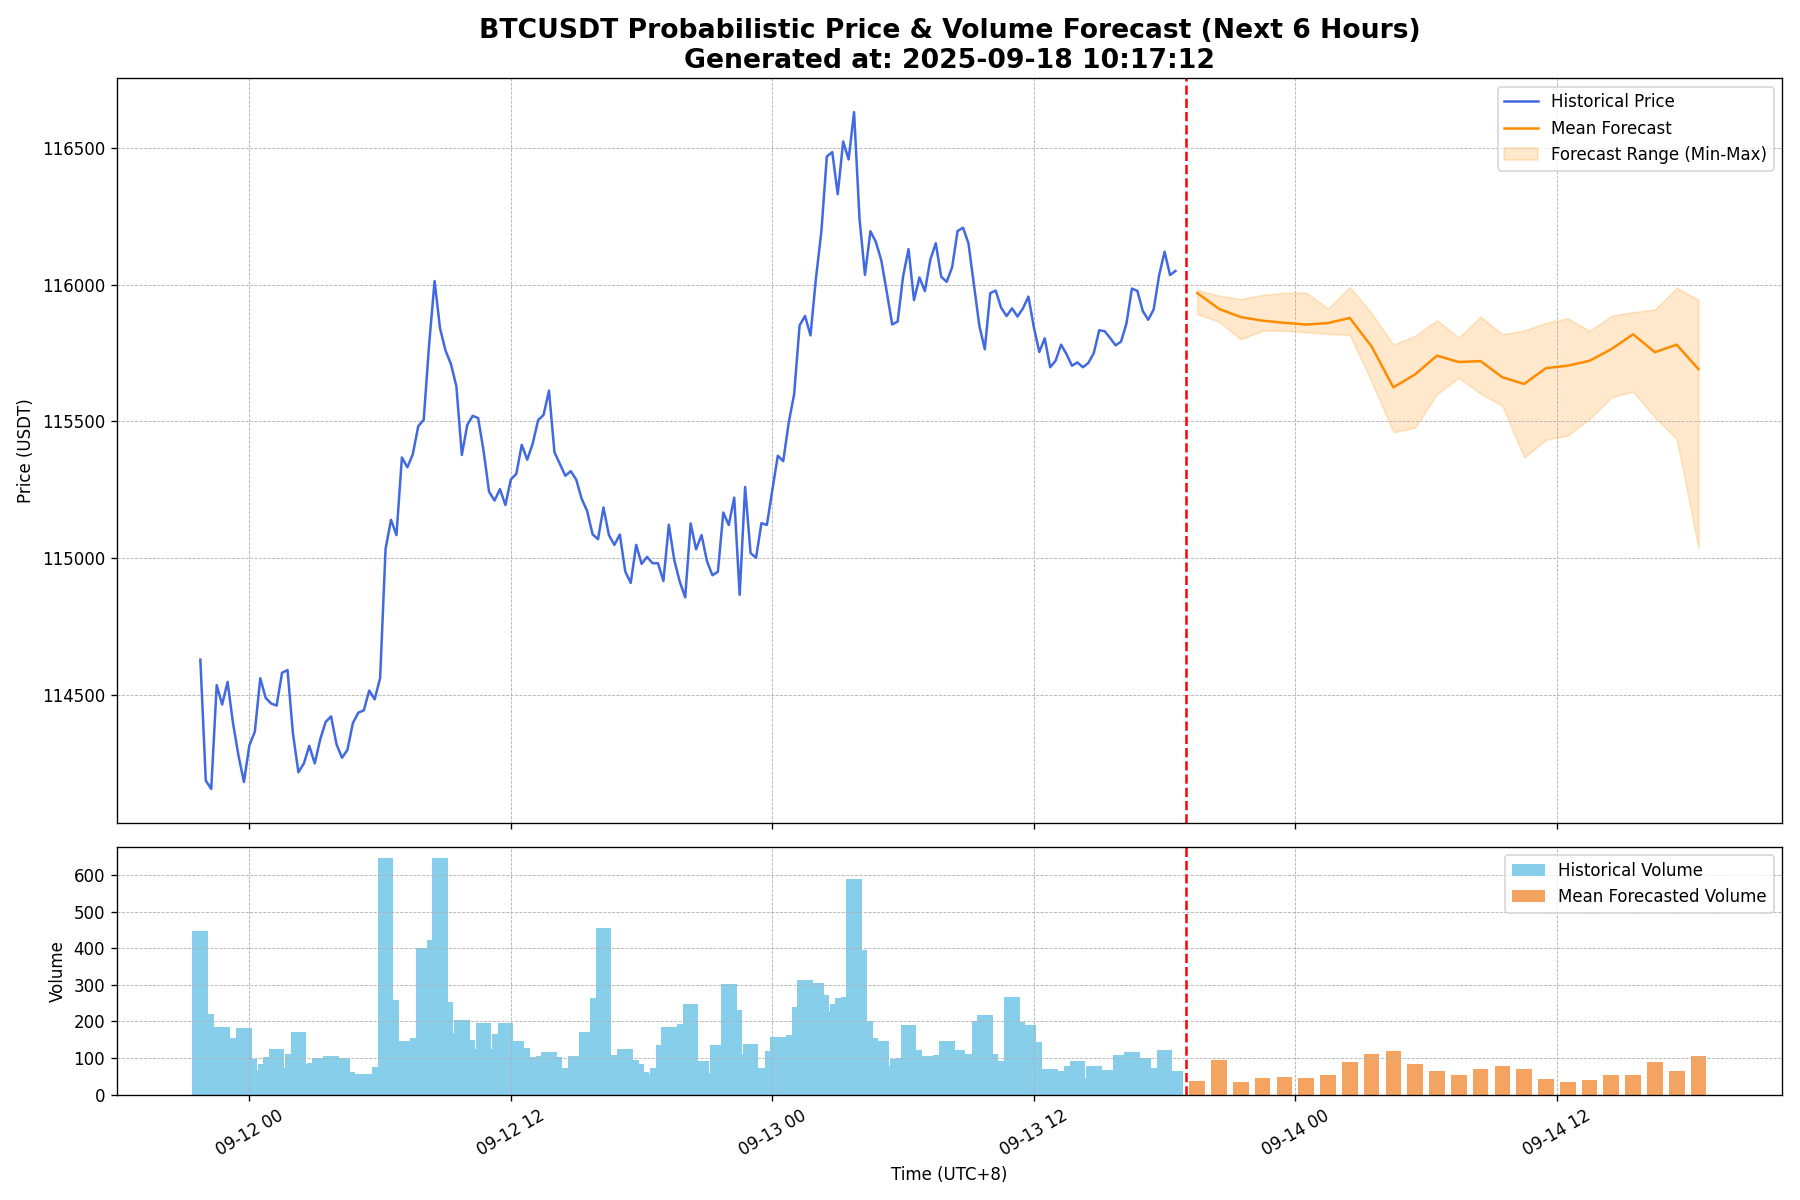 BTCUSDT Probabilistic Price & Volume Forecast (Next 6 Hours)
Generated at: 2025-09-18 10:17:12
Price (USDT)
116500
116000
115500
115000
114500
Historical Price
Mean Forecast
Forecast Range (Min-Max)
Volume
600
500
400
300
200
100
0
Historical Volume
Mean Forecasted Volume
09-12 00
09-12 12
09-13 00
09-13 12
09-14 00
09-14 12
Time (UTC+8)